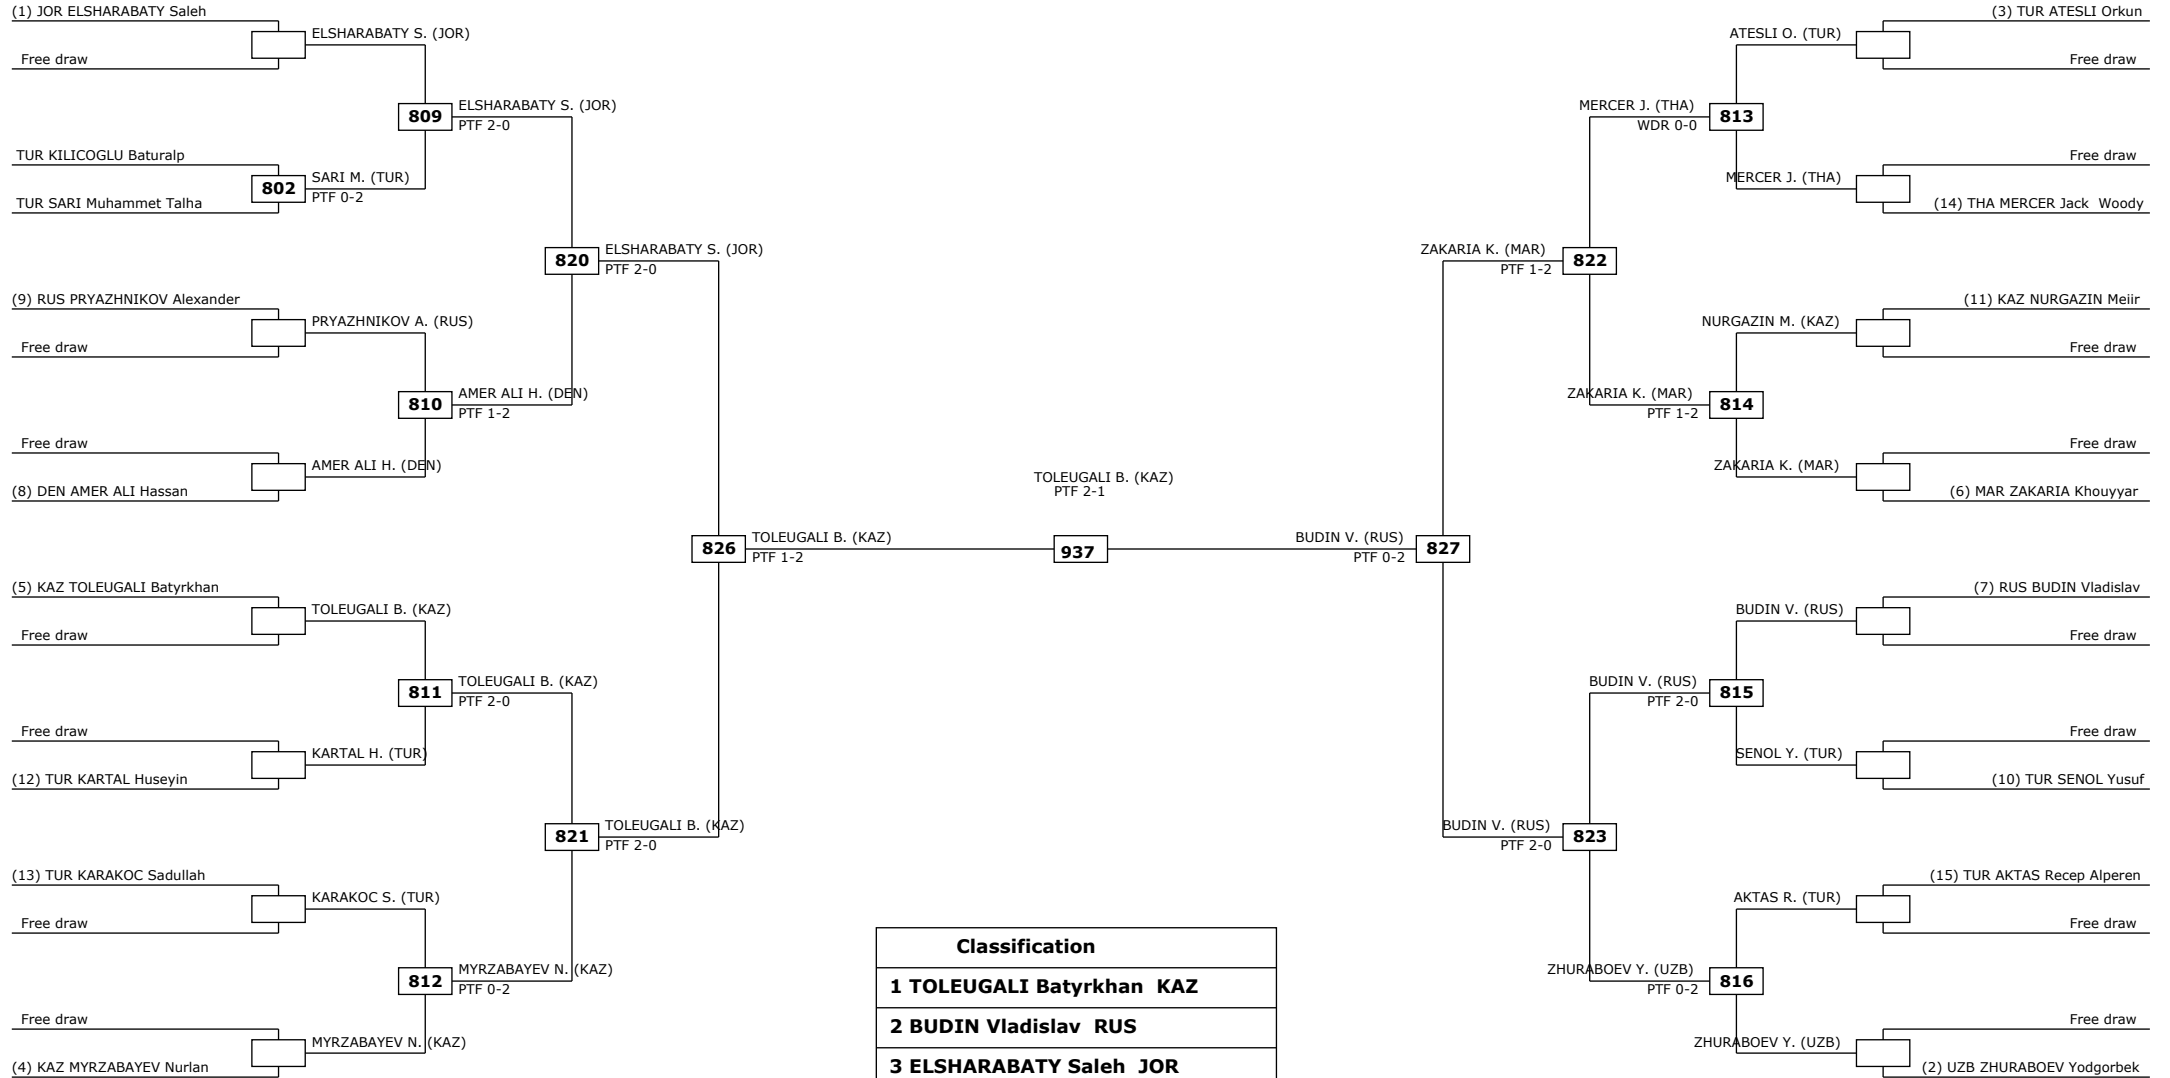 (1) JOR ELSHARABATY Saleh
ELSHARABATY S. (JOR)
Free draw
809
ELSHARABATY S. (JOR)
PTF 2-0
TUR KILICOGLU Baturalp
802
SARI M. (TUR)
PTF 0-2
TUR SARI Muhammet Talha
820
ELSHARABATY S. (JOR)
PTF 2-0
(9) RUS PRYAZHNIKOV Alexander
PRYAZHNIKOV A. (RUS)
Free draw
810
AMER ALI H. (DEN)
PTF 1-2
Free draw
AMER ALI H. (DEN)
(8) DEN AMER ALI Hassan
826
TOLEUGALI B. (KAZ)
PTF 1-2
(5) KAZ TOLEUGALI Batyrkhan
TOLEUGALI B. (KAZ)
Free draw
811
TOLEUGALI B. (KAZ)
PTF 2-0
Free draw
KARTAL H. (TUR)
(12) TUR KARTAL Huseyin
821
TOLEUGALI B. (KAZ)
PTF 2-0
(13) TUR KARAKOC Sadullah
KARAKOC S. (TUR)
Free draw
812
MYRZABAYEV N. (KAZ)
PTF 0-2
Free draw
MYRZABAYEV N. (KAZ)
(4) KAZ MYRZABAYEV Nurlan
TOLEUGALI B. (KAZ)
PTF 2-1
937
(3) TUR ATESLI Orkun
ATESLI O. (TUR)
Free draw
MERCER J. (THA)
WDR 0-0
813
Free draw
MERCER J. (THA)
(14) THA MERCER Jack  Woody
ZAKARIA K. (MAR)
PTF 1-2
822
(11) KAZ NURGAZIN Meiir
NURGAZIN M. (KAZ)
Free draw
ZAKARIA K. (MAR)
PTF 1-2
814
Free draw
ZAKARIA K. (MAR)
(6) MAR ZAKARIA Khouyyar
BUDIN V. (RUS)
PTF 0-2
827
(7) RUS BUDIN Vladislav
BUDIN V. (RUS)
Free draw
BUDIN V. (RUS)
PTF 2-0
815
Free draw
SENOL Y. (TUR)
(10) TUR SENOL Yusuf
BUDIN V. (RUS)
PTF 2-0
823
(15) TUR AKTAS Recep Alperen
AKTAS R. (TUR)
Free draw
ZHURABOEV Y. (UZB)
PTF 0-2
816
Free draw
ZHURABOEV Y. (UZB)
(2) UZB ZHURABOEV Yodgorbek
Classification
1 TOLEUGALI Batyrkhan  KAZ
2 BUDIN Vladislav  RUS
3 ELSHARABATY Saleh  JOR